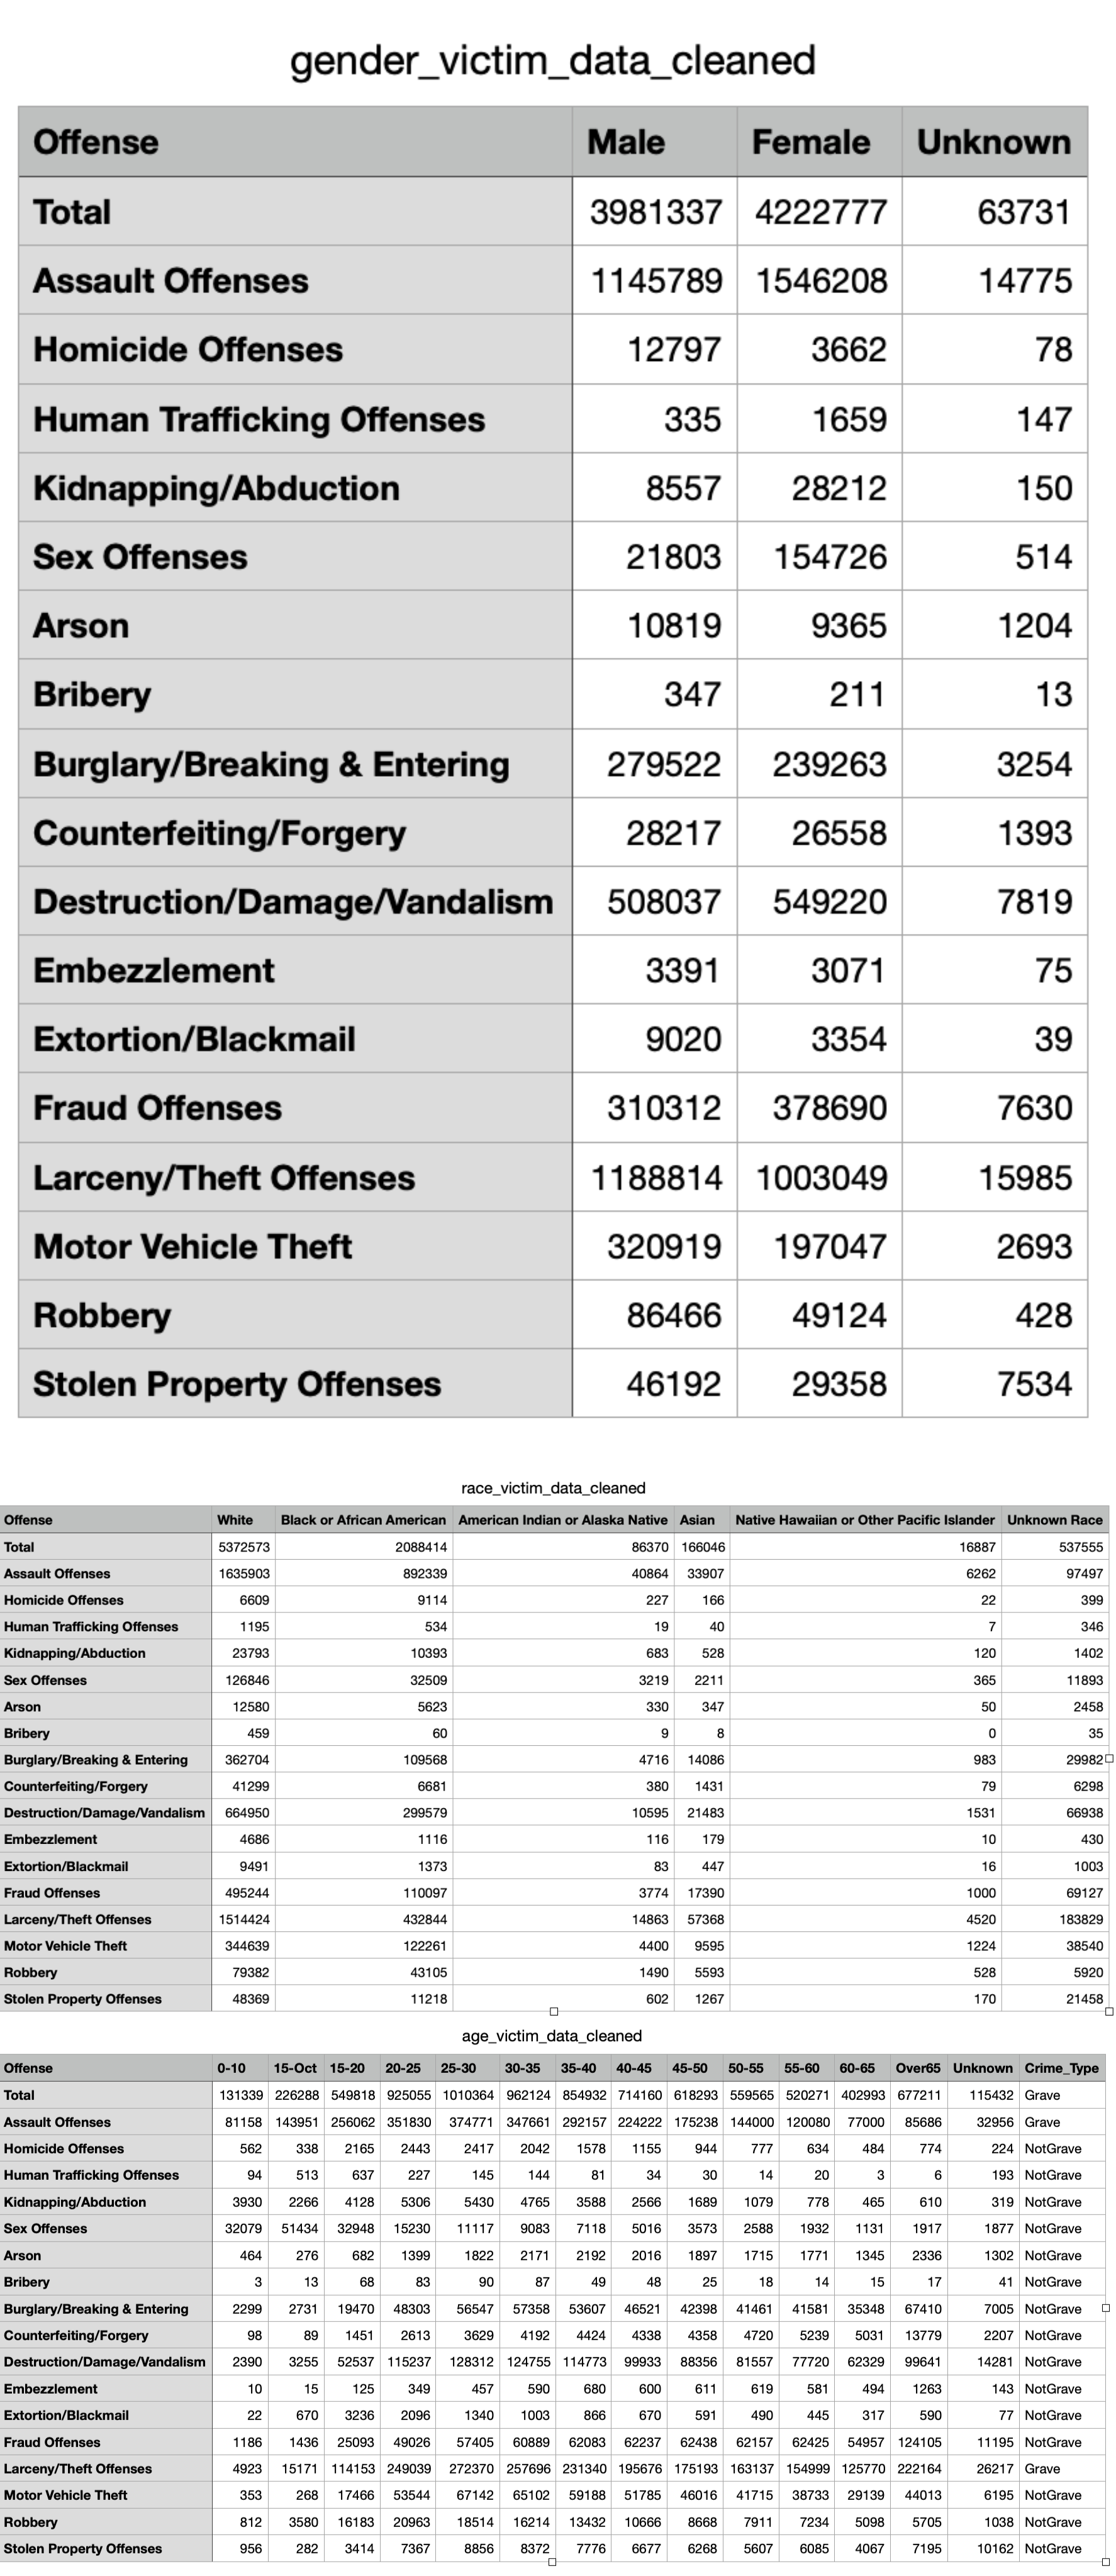 gender_victim_data_cleaned
Offense Male Female Unknown
Total 3981337 4222777 63731
Assault Offenses 1145789 1546208 14775
Homicide Offenses 12797 3662 78
Human Trafficking Offenses 335 1659 147
Kidnapping/Abduction 8557 28212 150
Sex Offenses 21803 154726 514
Arson 10819 9365 1204
Bribery 347 211 13
Burglary/Breaking & Entering 279522 239263 3254
Counterfeiting/Forgery 28217 26558 1393
Destruction/Damage/Vandalism 508037 549220 7819
Embezzlement 3391 3071 75
Extortion/Blackmail 9020 3354 39
Fraud Offenses 310312 378690 7630
Larceny/Theft Offenses 1188814 1003049 15985
Motor Vehicle Theft 320919 197047 2693
Robbery 86466 49124 428
Stolen Property Offenses 46192 29358 7534
race_victim_data_cleaned
Offense White Black or African American American Indian or Alaska Native Asian Native Hawaiian or Other Pacific Islander Unknown Race
Total 5372573 2088414 86370 166046 16887 537555
Assault Offenses 1635903 892339 40864 33907 6262 97497
Homicide Offenses 6609 9114 227 166 22 399
Human Trafficking Offenses 1195 534 19 40 7 346
Kidnapping/Abduction 23793 10393 683 528 120 1402
Sex Offenses 126846 32509 3219 2211 365 11893
Arson 12580 5623 330 347 50 2458
Bribery 459 60 9 8 0 35
Burglary/Breaking & Entering 362704 109568 4716 14086 983 29982
Counterfeiting/Forgery 41299 6681 380 1431 79 6298
Destruction/Damage/Vandalism 664950 299579 10595 21483 1531 66938
Embezzlement 4686 1116 116 179 10 430
Extortion/Blackmail 9491 1373 83 447 16 1003
Fraud Offenses 495244 110097 3774 17390 1000 69127
Larceny/Theft Offenses 1514424 432844 14863 57368 4520 183829
Motor Vehicle Theft 344639 122261 4400 9595 1224 38540
Robbery 79382 43105 1490 5593 528 5920
Stolen Property Offenses 48369 11218 602 1267 170 21458
age_victim_data_cleaned
Offense 0-10 15-Oct 15-20 20-25 25-30 30-35 35-40 40-45 45-50 50-55 55-60 60-65 Over65 Unknown Crime_Type
Total 131339 226288 549818 925055 1010364 962124 854932 714160 618293 559565 520271 402993 677211 115432 Grave
Assault Offenses 81158 143951 256062 351830 374771 347661 292157 224222 175238 144000 120080 77000 85686 32956 Grave
Homicide Offenses 562 338 2165 2443 2417 2042 1578 1155 944 777 634 484 774 224 NotGrave
Human Trafficking Offenses 94 513 637 227 145 144 81 34 30 14 20 3 6 193 NotGrave
Kidnapping/Abduction 3930 2266 4128 5306 5430 4765 3588 2566 1689 1079 778 465 610 319 NotGrave
Sex Offenses 32079 51434 32948 15230 11117 9083 7118 5016 3573 2588 1932 1131 1917 1877 NotGrave
Arson 464 276 682 1399 1822 2171 2192 2016 1897 1715 1771 1345 2336 1302 NotGrave
Bribery 3 13 68 83 90 87 49 48 25 18 14 15 17 41 NotGrave
Burglary/Breaking & Entering 2299 2731 19470 48303 56547 57358 53607 46521 42398 41461 41581 35348 67410 7005 NotGrave
Counterfeiting/Forgery 98 89 1451 2613 3629 4192 4424 4338 4358 4720 5239 5031 13779 2207 NotGrave
Destruction/Damage/Vandalism 2390 3255 52537 115237 128312 124755 114773 99933 88356 81557 77720 62329 99641 14281 NotGrave
Embezzlement 10 15 125 349 457 590 680 600 611 619 581 494 1263 143 NotGrave
Extortion/Blackmail 22 670 3236 2096 1340 1003 866 670 591 490 445 317 590 77 NotGrave
Fraud Offenses 1186 1436 25093 49026 57405 60889 62083 62237 62438 62157 62425 54957 124105 11195 NotGrave
Larceny/Theft Offenses 4923 15171 114153 249039 272370 257696 231340 195676 175193 163137 154999 125770 222164 26217 Grave
Motor Vehicle Theft 353 268 17466 53544 67142 65102 59188 51785 46016 41715 38733 29139 44013 6195 NotGrave
Robbery 812 3580 16183 20963 18514 16214 13432 10666 8668 7911 7234 5098 5705 1038 NotGrave
Stolen Property Offenses 956 282 3414 7367 8856 8372 7776 6677 6268 5607 6085 4067 7195 10162 NotGrave